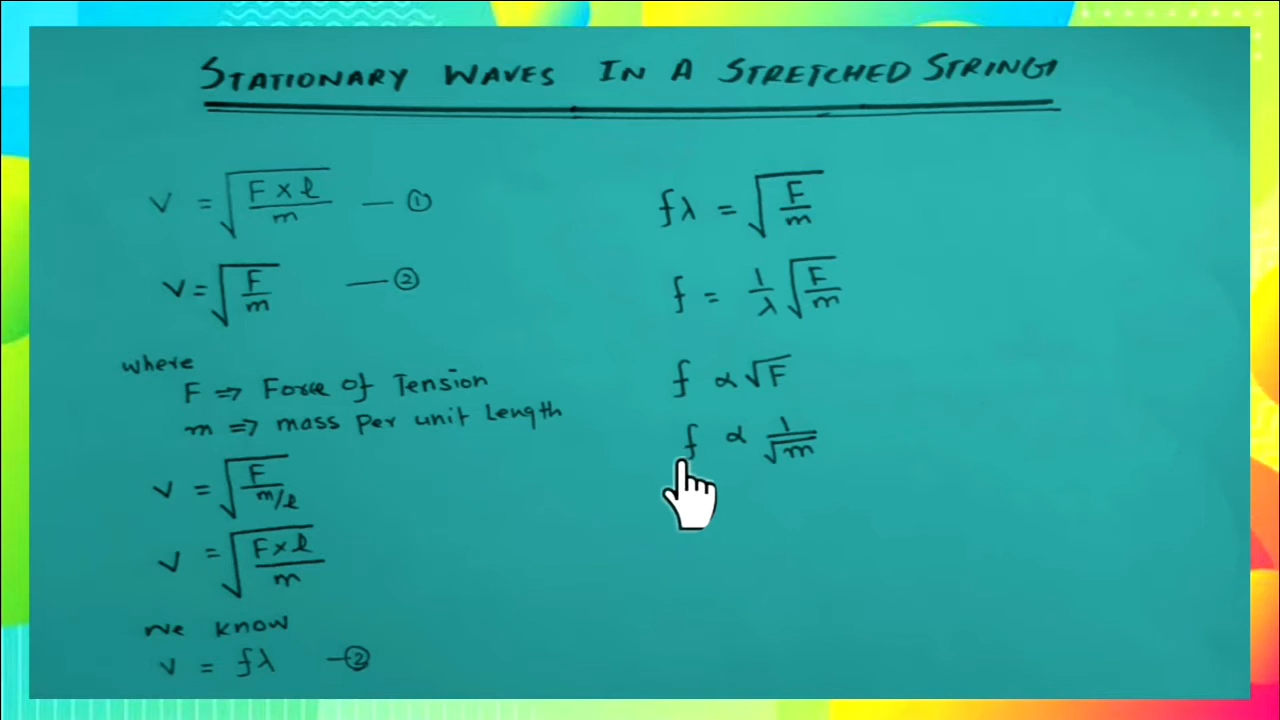 STATIONARY WAVES IN A STRETCHED STRING
v = √(F × l / m) — ①
v = √(F / m) — ②
where
F ⇒ Force of Tension
m ⇒ mass per unit Length
v = √(F / m/l)
v = √(F × l / m)
we know
v = fλ — ②
fλ = √(F / m)
f = 1/λ √(F / m)
f ∝ √F
f ∝ 1/√m